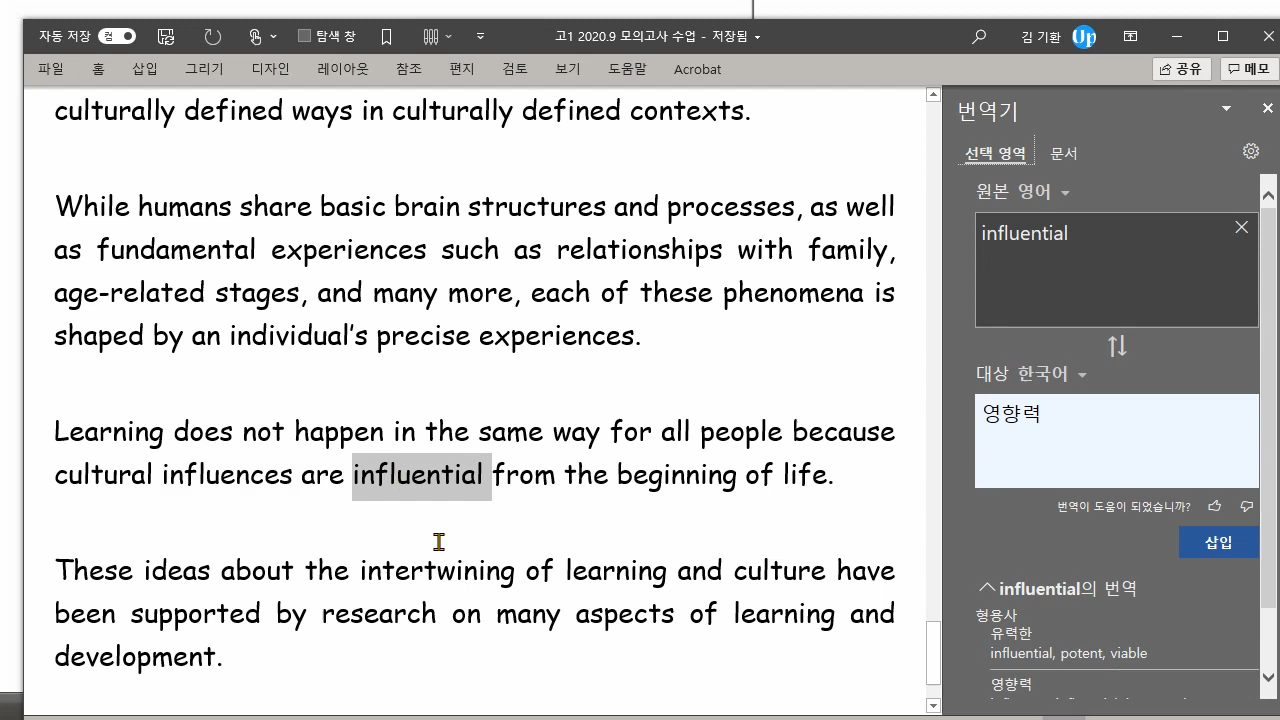 자동 저장 컴 탐색 창 고1 2020.9 모의고사 수업 - 저장됨 김 기환 Up
파일 홈 삽입 그리기 디자인 레이아웃 참조 편지 검토 보기 도움말 Acrobat 공유 메모
culturally defined ways in culturally defined contexts.
While humans share basic brain structures and processes, as well
as fundamental experiences such as relationships with family,
age-related stages, and many more, each of these phenomena is
shaped by an individual's precise experiences.
Learning does not happen in the same way for all people because
cultural influences are influential from the beginning of life.
These ideas about the intertwining of learning and culture have
been supported by research on many aspects of learning and
development.
번역기
선택 영역 문서
원본 영어
influential
대상 한국어
영향력
번역이 도움이 되었습니까?
삽입
influential의 번역
형용사
유력한
influential, potent, viable
영향력